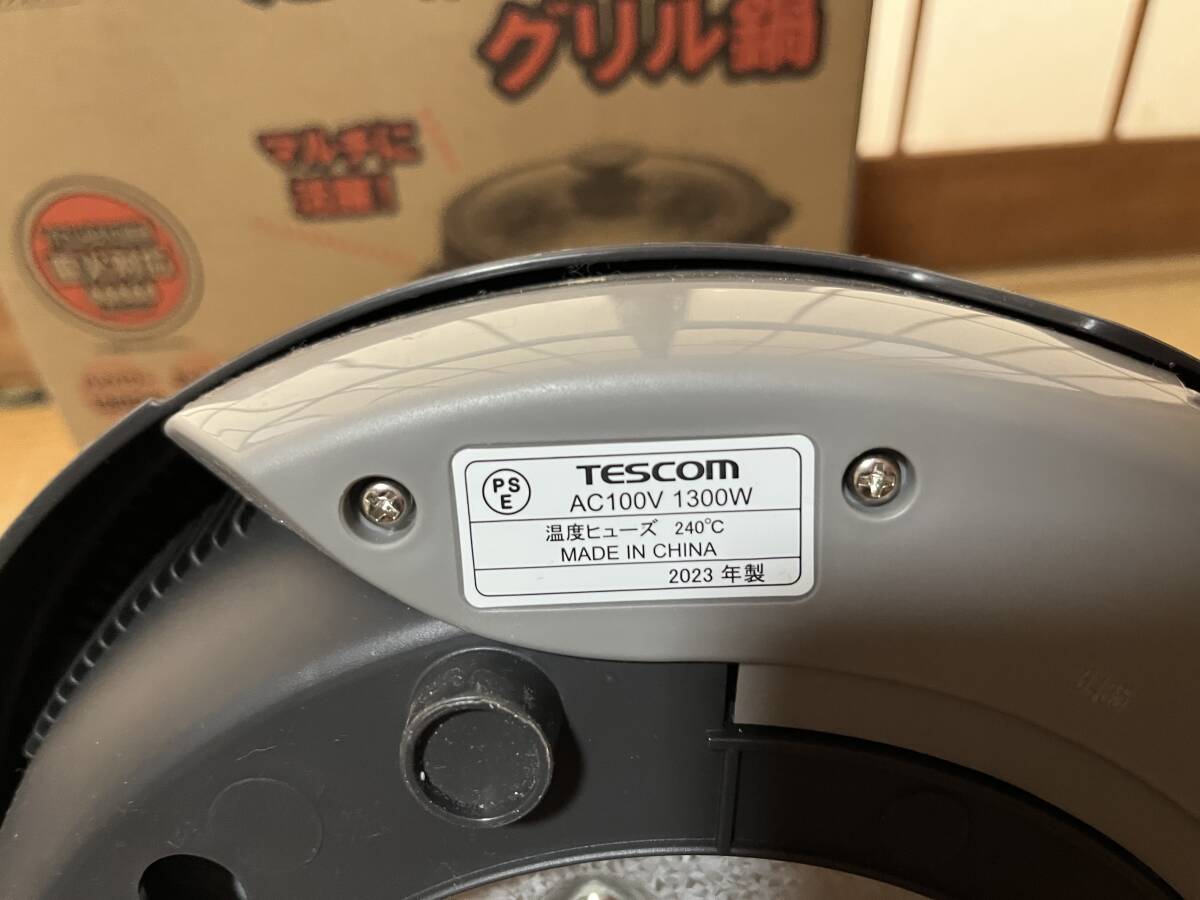 グリル鍋
マルチに
活躍!
PS
E
TESCOM
AC100V 1300W
温度ヒューズ 240℃
MADE IN CHINA
2023 年製